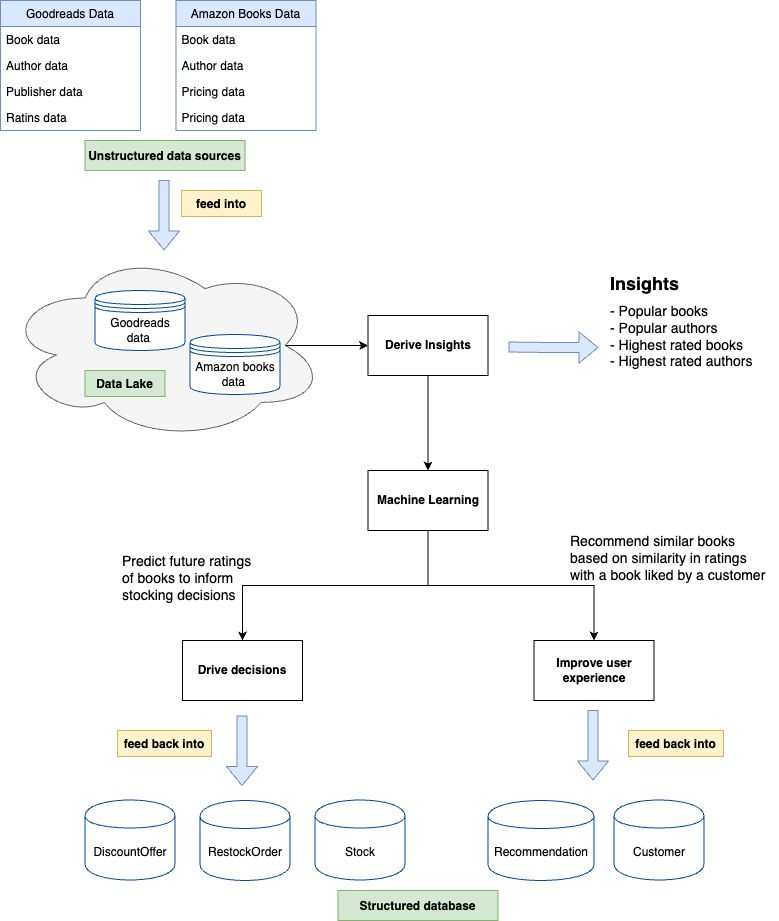 Goodreads Data
Book data
Author data
Publisher data
Ratins data
Amazon Books Data
Book data
Author data
Pricing data
Pricing data
Unstructured data sources
feed into
Goodreads
data
Amazon books
data
Data Lake
Derive Insights
Insights
- Popular books
- Popular authors
- Highest rated books
- Highest rated authors
Machine Learning
Predict future ratings
of books to inform
stocking decisions
Recommend similar books
based on similarity in ratings
with a book liked by a customer
Drive decisions
Improve user
experience
feed back into
feed back into
DiscountOffer
RestockOrder
Stock
Recommendation
Customer
Structured database